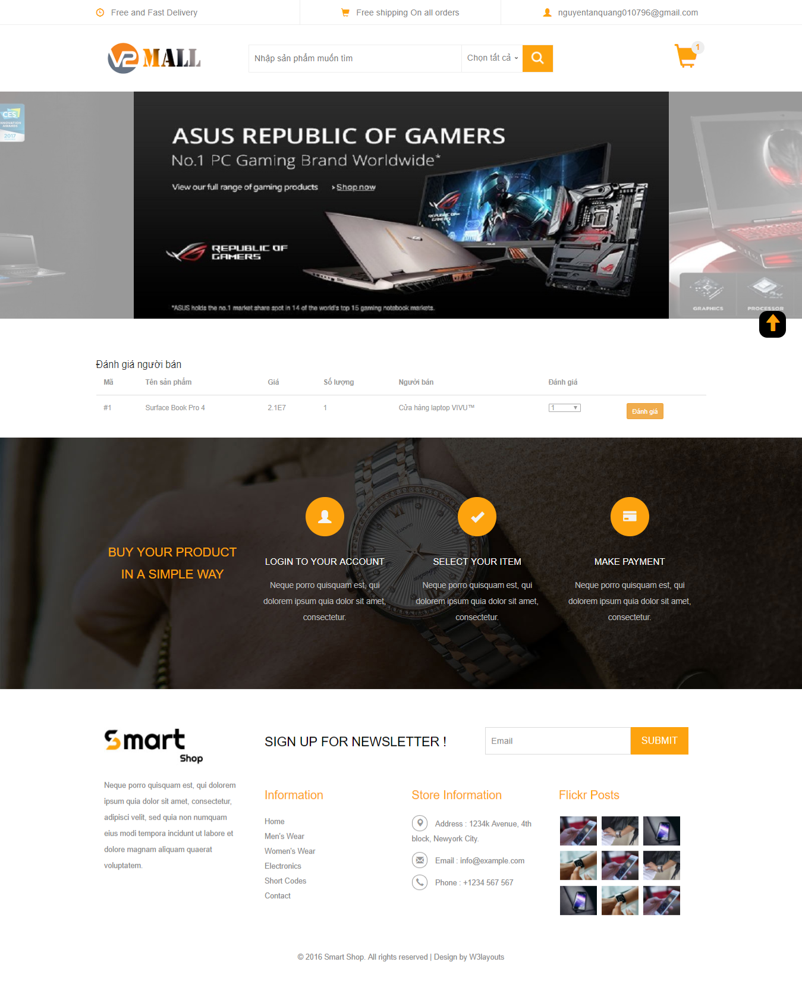 Free and Fast Delivery
Free shipping On all orders
nguyentanquang010796@gmail.com
V2 MALL
Nhập sản phẩm muốn tìm
Chọn tất cả
1
CES
INNOVATION
AWARDS
2017
ASUS REPUBLIC OF GAMERS
No.1 PC Gaming Brand Worldwide*
View our full range of gaming products
> Shop now
REPUBLIC OF
GAMERS
*ASUS holds the no.1 market share spot in 14 of the world's top 15 gaming notebook markets.
GRAPHICS
PROCESSOR
Đánh giá người bán
Mã Tên sản phẩm Giá Số lượng Người bán Đánh giá
#1 Surface Book Pro 4 2.1E7 1 Cửa hàng laptop VIVU™ 1 Đánh giá
BUY YOUR PRODUCT
IN A SIMPLE WAY
LOGIN TO YOUR ACCOUNT
Neque porro quisquam est, qui
dolorem ipsum quia dolor sit amet,
consectetur.
SELECT YOUR ITEM
Neque porro quisquam est, qui
dolorem ipsum quia dolor sit amet,
consectetur.
MAKE PAYMENT
Neque porro quisquam est, qui
dolorem ipsum quia dolor sit amet,
consectetur.
Smart
Shop
Neque porro quisquam est, qui dolorem
ipsum quia dolor sit amet, consectetur,
adipisci velit, sed quia non numquam
eius modi tempora incidunt ut labore et
dolore magnam aliquam quaerat
voluptatem.
SIGN UP FOR NEWSLETTER !
Email
SUBMIT
Information
Home
Men's Wear
Women's Wear
Electronics
Short Codes
Contact
Store Information
Address : 1234k Avenue, 4th
block, Newyork City.
Email : info@example.com
Phone : +1234 567 567
Flickr Posts
© 2016 Smart Shop. All rights reserved | Design by W3layouts